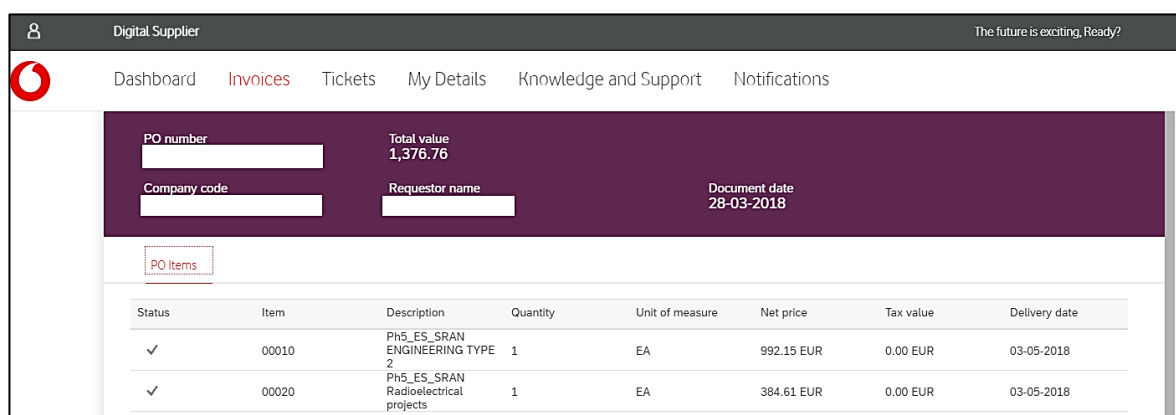 Digital Supplier The future is exciting, Ready?
Dashboard Invoices Tickets My Details Knowledge and Support Notifications
PO number Total value
1,376.76
Company code Requestor name Document date
28-03-2018
PO Items
Status Item Description Quantity Unit of measure Net price Tax value Delivery date
Ph5_ES_SRAN
00010 ENGINEERING TYPE 1 EA 992.15 EUR 0.00 EUR 03-05-2018
2
Ph5_ES_SRAN
00020 Radioelectrical 1 EA 384.61 EUR 0.00 EUR 03-05-2018
projects